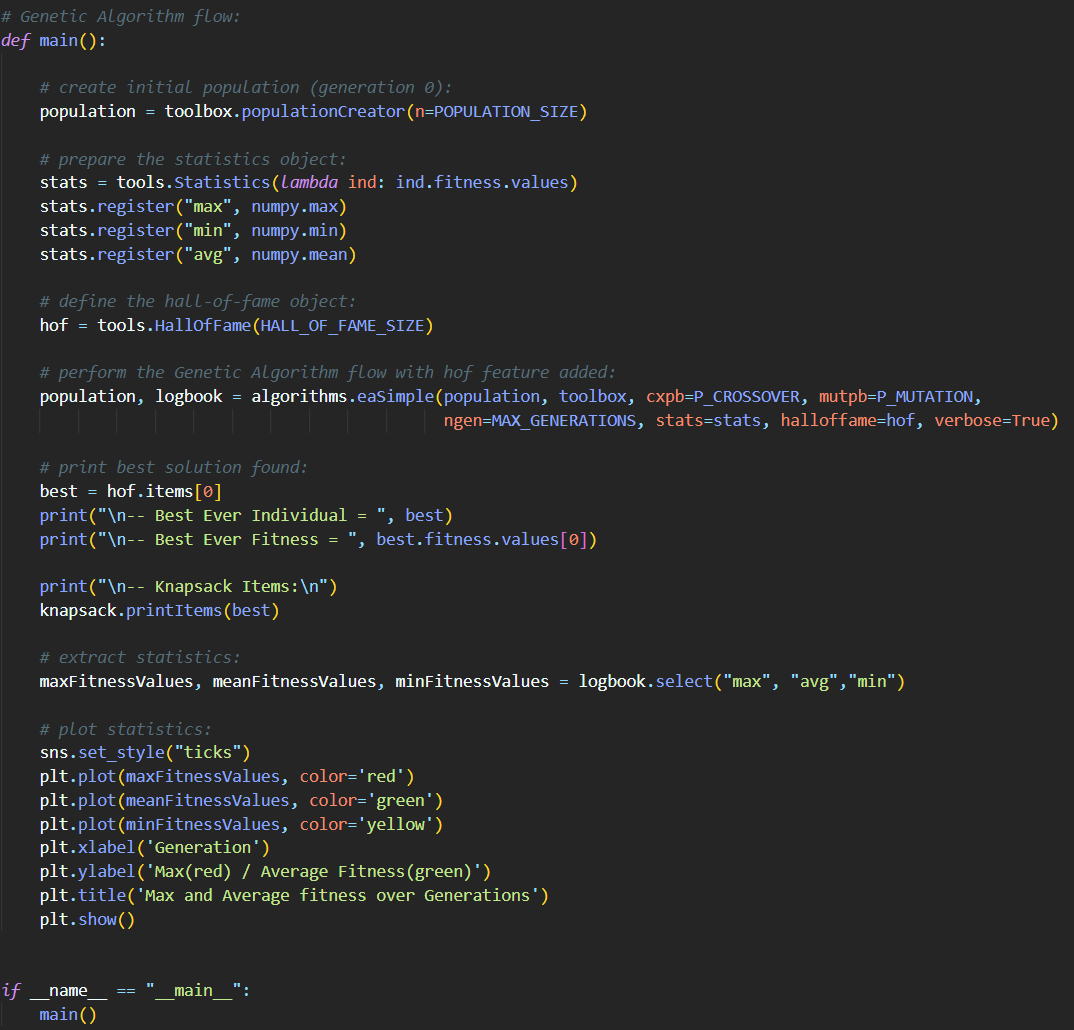 # Genetic Algorithm flow:
def main():
# create initial population (generation 0):
population = toolbox.populationCreator(n=POPULATION_SIZE)
# prepare the statistics object:
stats = tools.Statistics(lambda ind: ind.fitness.values)
stats.register("max", numpy.max)
stats.register("min", numpy.min)
stats.register("avg", numpy.mean)
# define the hall-of-fame object:
hof = tools.HallOfFame(HALL_OF_FAME_SIZE)
# perform the Genetic Algorithm flow with hof feature added:
population, logbook = algorithms.eaSimple(population, toolbox, cxpb=P_CROSSOVER, mutpb=P_MUTATION,
ngen=MAX_GENERATIONS, stats=stats, halloffame=hof, verbose=True)
# print best solution found:
best = hof.items[0]
print("\n-- Best Ever Individual = ", best)
print("\n-- Best Ever Fitness = ", best.fitness.values[0])
print("\n-- Knapsack Items:\n")
knapsack.printItems(best)
# extract statistics:
maxFitnessValues, meanFitnessValues, minFitnessValues = logbook.select("max", "avg","min")
# plot statistics:
sns.set_style("ticks")
plt.plot(maxFitnessValues, color='red')
plt.plot(meanFitnessValues, color='green')
plt.plot(minFitnessValues, color='yellow')
plt.xlabel('Generation')
plt.ylabel('Max(red) / Average Fitness(green)')
plt.title('Max and Average fitness over Generations')
plt.show()
if __name__ == "__main__":
main()